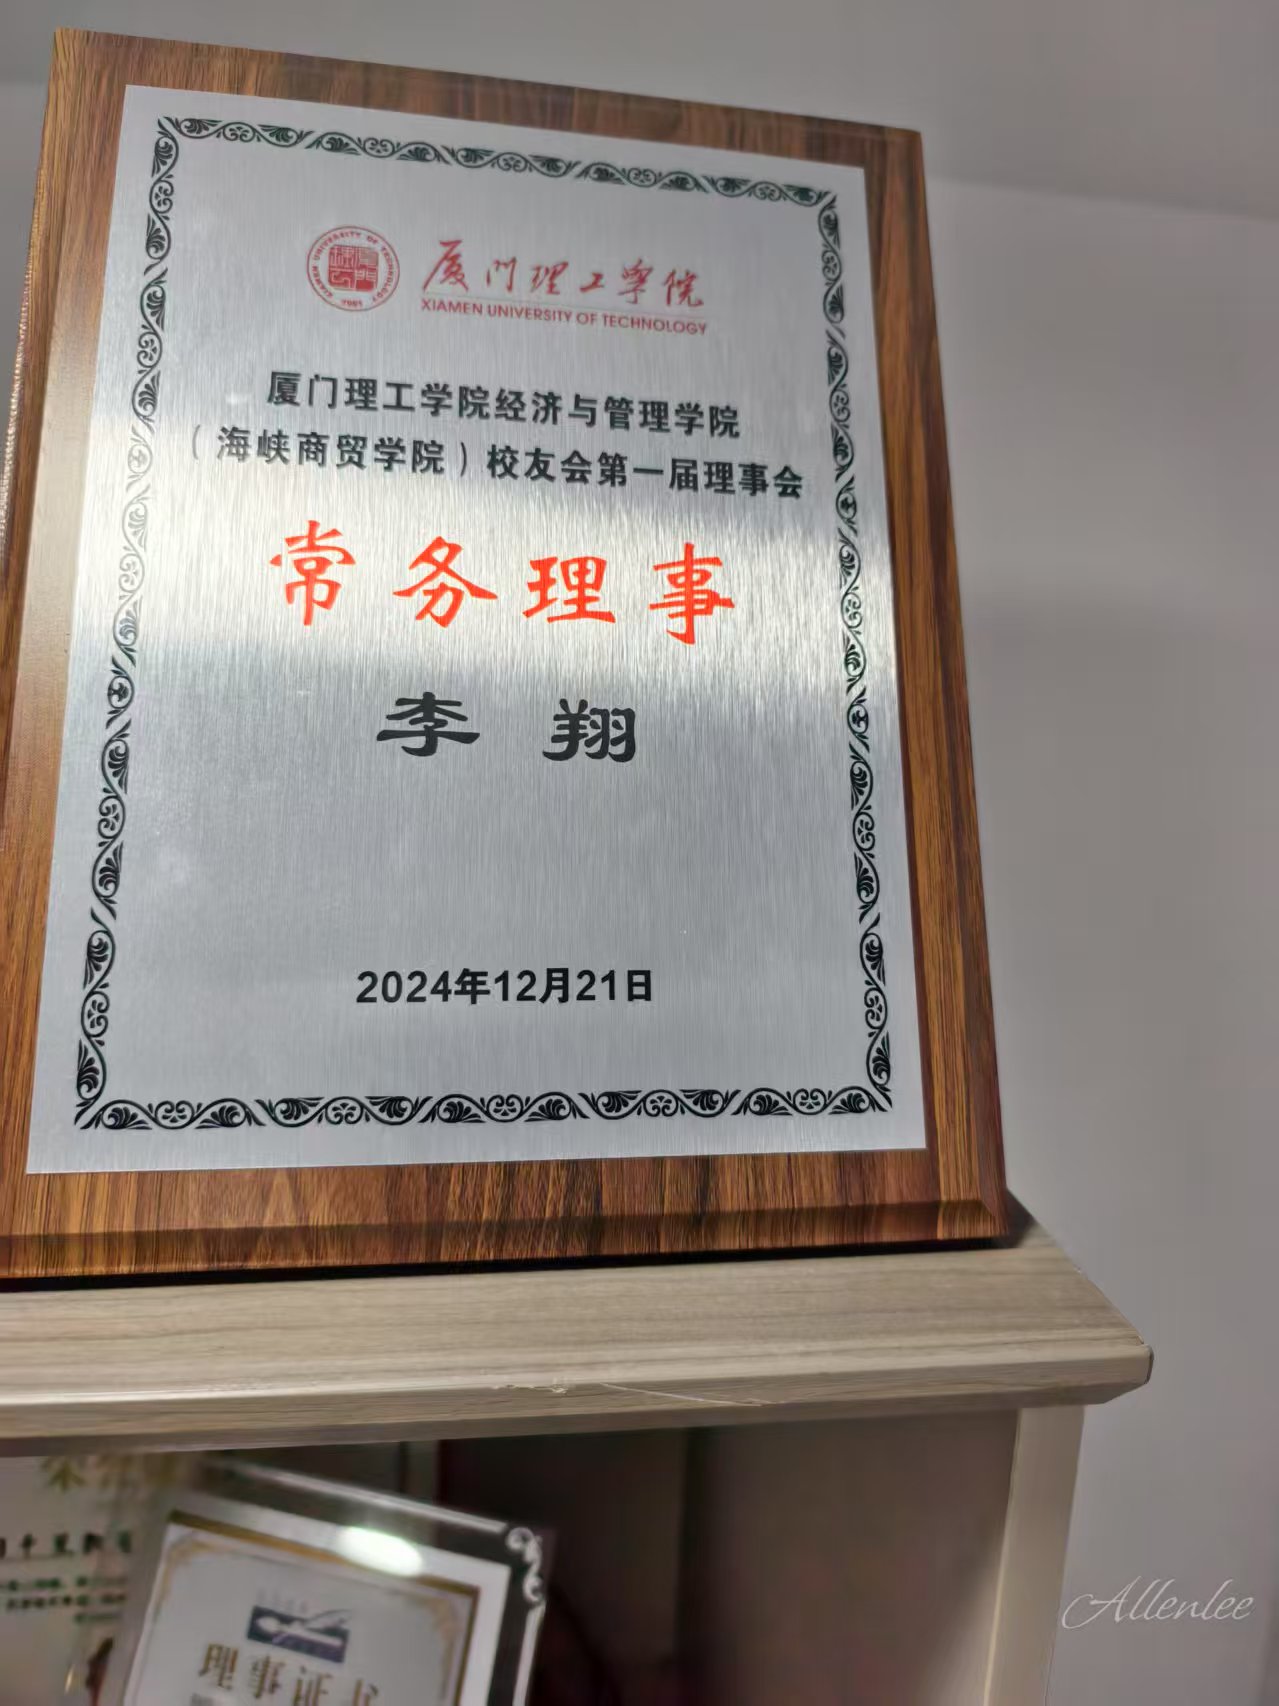 厦门理工学院
XIAMEN UNIVERSITY OF TECHNOLOGY
厦门理工学院经济与管理学院
（海峡商贸学院）校友会第一届理事会
常务理事
李翔
2024年12月21日
理事证书
Allenlee